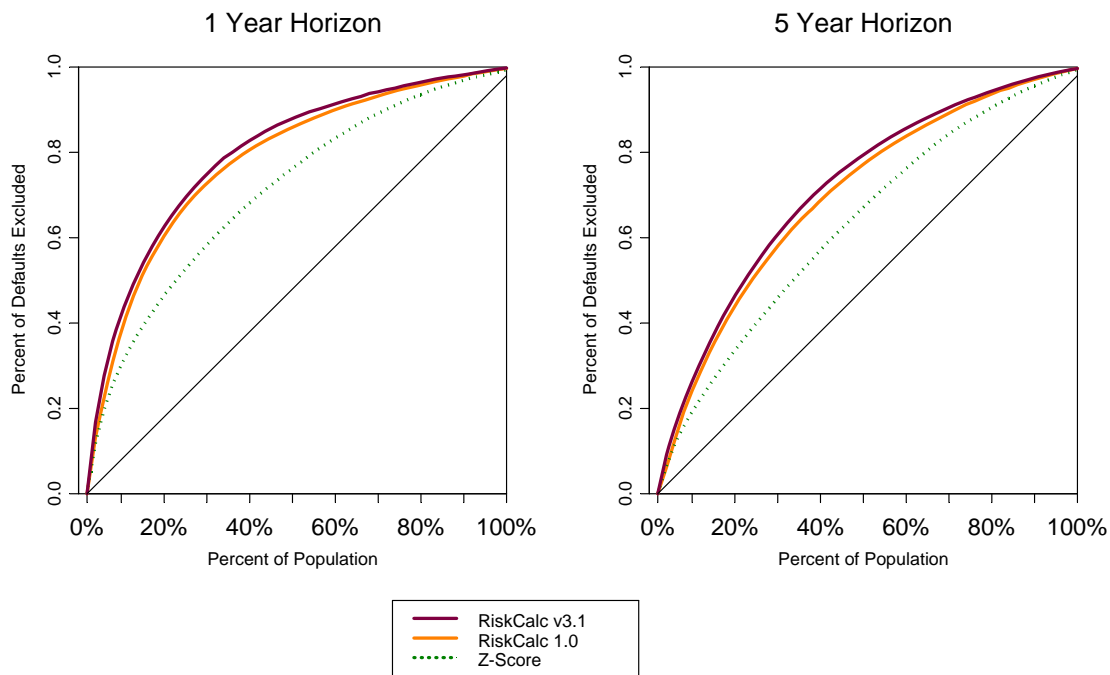 1 Year Horizon
5 Year Horizon
Percent of Defaults Excluded
0.0 0.2 0.4 0.6 0.8 1.0
0% 20% 40% 60% 80% 100%
Percent of Population
Percent of Defaults Excluded
0.0 0.2 0.4 0.6 0.8 1.0
0% 20% 40% 60% 80% 100%
Percent of Population
RiskCalc v3.1
RiskCalc 1.0
Z-Score